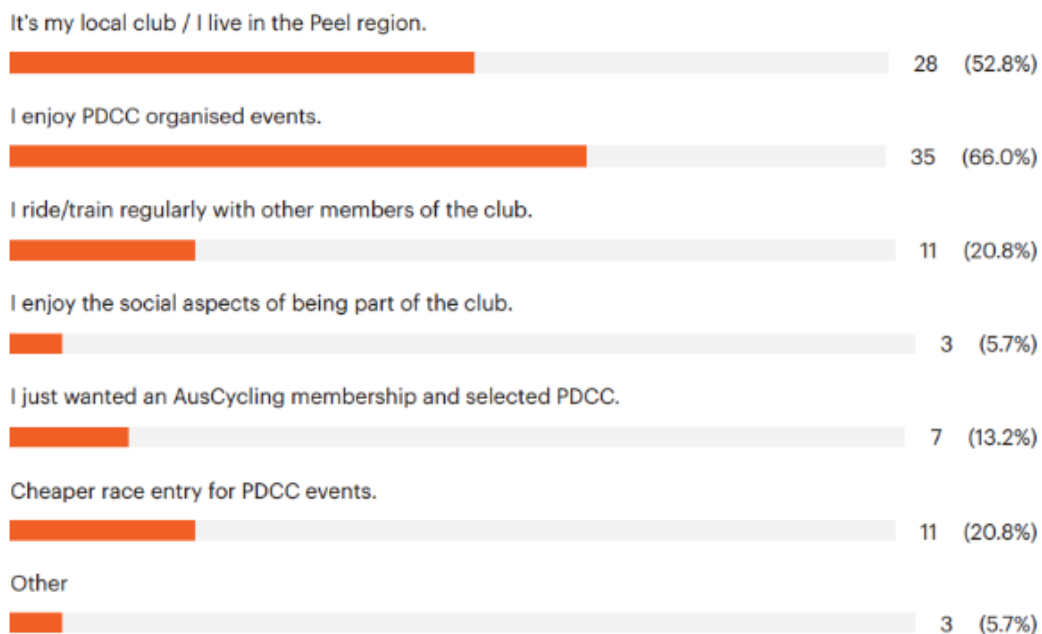 It's my local club / I live in the Peel region.
28 (52.8%)
I enjoy PDCC organised events.
35 (66.0%)
I ride/train regularly with other members of the club.
11 (20.8%)
I enjoy the social aspects of being part of the club.
3 (5.7%)
I just wanted an AusCycling membership and selected PDCC.
7 (13.2%)
Cheaper race entry for PDCC events.
11 (20.8%)
Other
3 (5.7%)